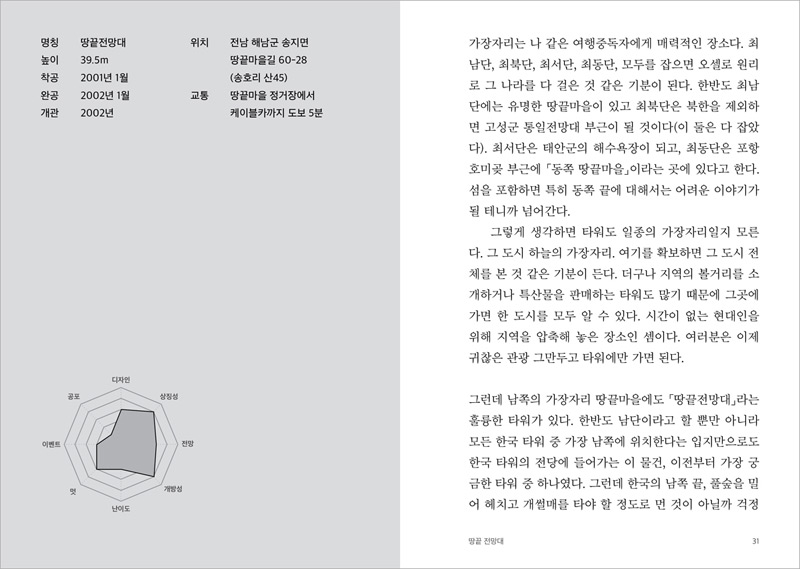 명칭 땅끝전망대
높이 39.5m
착공 2001년 1월
완공 2002년 1월
개관 2002년
위치 전남 해남군 송지면
땅끝마을길 60-28
(송호리 산45)
교통 땅끝마을 정거장에서
케이블카까지 도보 5분
디자인
상징성
전망
개방성
난이도
멋
이벤트
공포
가장자리는 나 같은 여행중독자에게 매력적인 장소다. 최
남단, 최북단, 최서단, 최동단, 모두를 잡으면 오셀로 원리
로 그 나라를 다 걸은 것 같은 기분이 된다. 한반도 최남
단에는 유명한 땅끝마을이 있고 최북단은 북한을 제외하
면 고성군 통일전망대 부근이 될 것이다(이 둘은 다 잡았
다). 최서단은 태안군의 해수욕장이 되고, 최동단은 포항
호미곶 부근에 「동쪽 땅끝마을」이라는 곳에 있다고 한다.
섬을 포함하면 특히 동쪽 끝에 대해서는 어려운 이야기가
될 테니까 넘어간다.
그렇게 생각하면 타워도 일종의 가장자리일지 모른
다. 그 도시 하늘의 가장자리. 여기를 확보하면 그 도시 전
체를 본 것 같은 기분이 든다. 더구나 지역의 볼거리를 소
개하거나 특산물을 판매하는 타워도 많기 때문에 그곳에
가면 한 도시를 모두 알 수 있다. 시간이 없는 현대인을
위해 지역을 압축해 놓은 장소인 셈이다. 여러분은 이제
귀찮은 관광 그만두고 타워에만 가면 된다.
그런데 남쪽의 가장자리 땅끝마을에도 「땅끝전망대」라는
훌륭한 타워가 있다. 한반도 남단이라고 할 뿐만 아니라
모든 한국 타워 중 가장 남쪽에 위치한다는 입지만으로도
한국 타워의 전당에 들어가는 이 물건, 이전부터 가장 궁
금한 타워 중 하나였다. 그런데 한국의 남쪽 끝, 풀숲을 밀
어 헤치고 개썰매를 타야 할 정도로 먼 것이 아닐까 걱정
땅끝 전망대
31